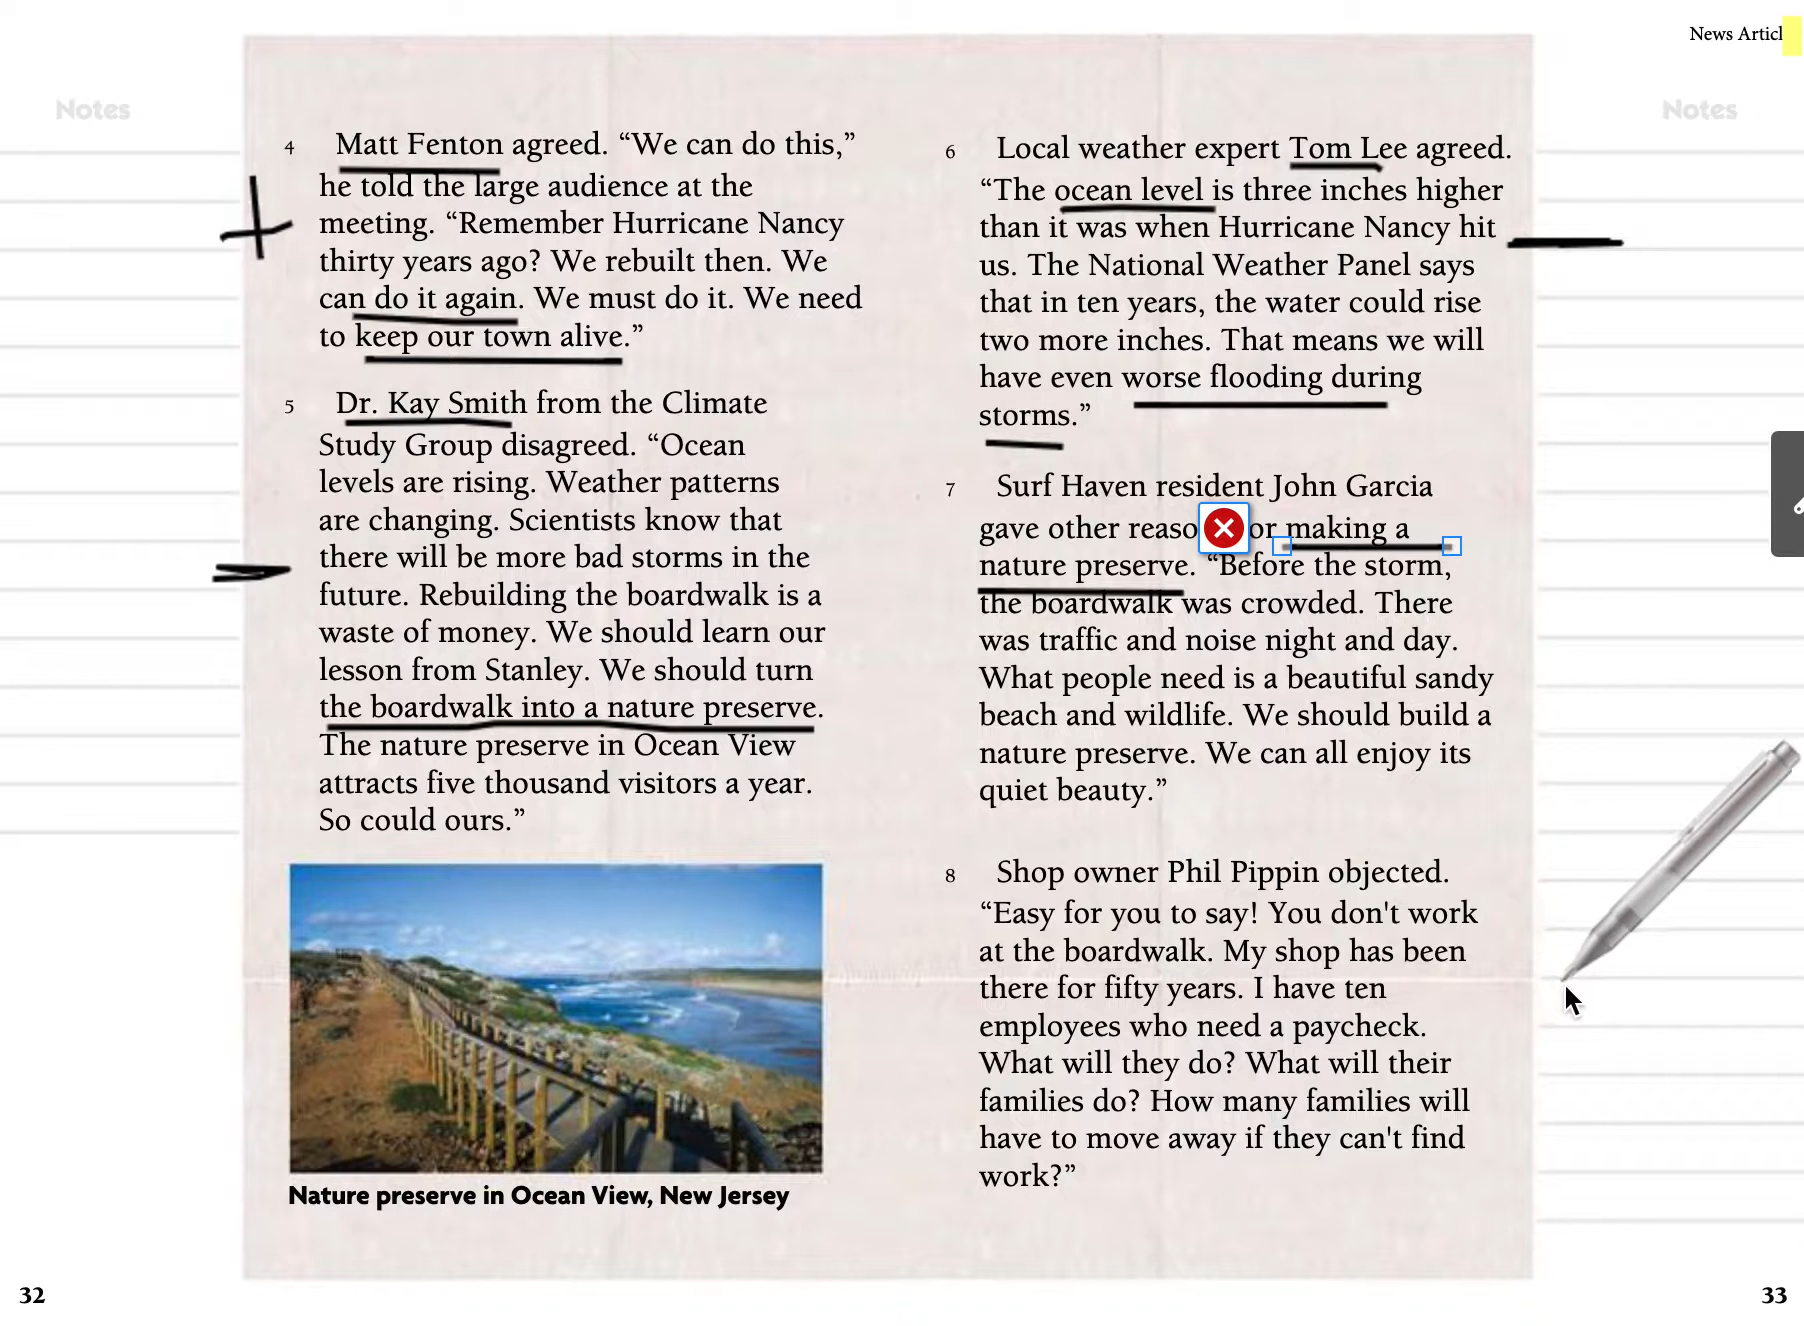 News Articl
Notes
Notes
4 Matt Fenton agreed. “We can do this,”
he told the large audience at the
meeting. “Remember Hurricane Nancy
thirty years ago? We rebuilt then. We
can do it again. We must do it. We need
to keep our town alive.”
5 Dr. Kay Smith from the Climate
Study Group disagreed. “Ocean
levels are rising. Weather patterns
are changing. Scientists know that
there will be more bad storms in the
future. Rebuilding the boardwalk is a
waste of money. We should learn our
lesson from Stanley. We should turn
the boardwalk into a nature preserve.
The nature preserve in Ocean View
attracts five thousand visitors a year.
So could ours.”
Nature preserve in Ocean View, New Jersey
6 Local weather expert Tom Lee agreed.
“The ocean level is three inches higher
than it was when Hurricane Nancy hit
us. The National Weather Panel says
that in ten years, the water could rise
two more inches. That means we will
have even worse flooding during
storms.”
7 Surf Haven resident John Garcia
gave other reaso or making a
nature preserve. “Before the storm,
the boardwalk was crowded. There
was traffic and noise night and day.
What people need is a beautiful sandy
beach and wildlife. We should build a
nature preserve. We can all enjoy its
quiet beauty.”
8 Shop owner Phil Pippin objected.
“Easy for you to say! You don't work
at the boardwalk. My shop has been
there for fifty years. I have ten
employees who need a paycheck.
What will they do? What will their
families do? How many families will
have to move away if they can't find
work?”
32
33